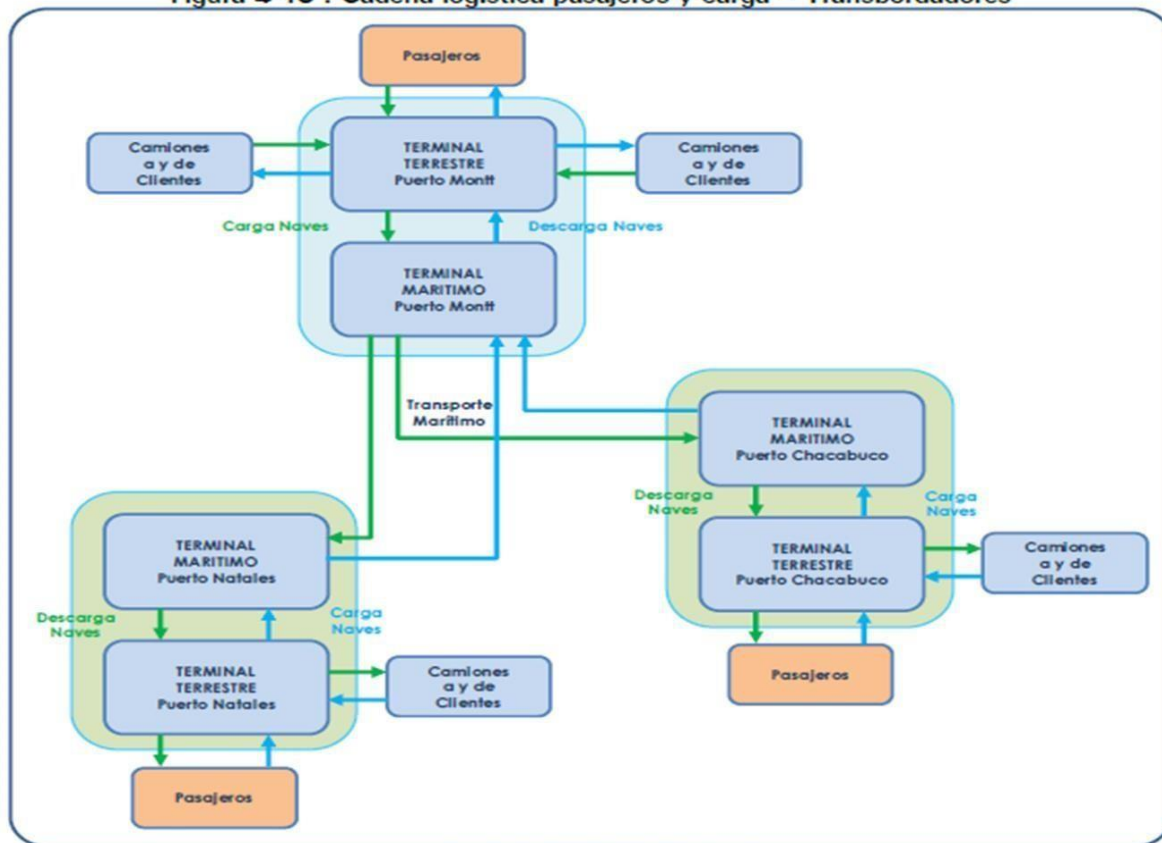 Cadena logística pasajeros y carga – Transbordadores
Pasajeros
Camiones
a y de
Clientes
TERMINAL
TERRESTRE
Puerto Montt
Camiones
a y de
Clientes
Carga Naves
Descarga Naves
TERMINAL
MARITIMO
Puerto Montt
Transporte
Marítimo
TERMINAL
MARITIMO
Puerto Chacabuco
Descarga
Naves
Carga
Naves
TERMINAL
TERRESTRE
Puerto Chacabuco
Camiones
a y de
Clientes
Pasajeros
TERMINAL
MARITIMO
Puerto Natales
Descarga
Naves
Carga
Naves
TERMINAL
TERRESTRE
Puerto Natales
Camiones
a y de
Clientes
Pasajeros